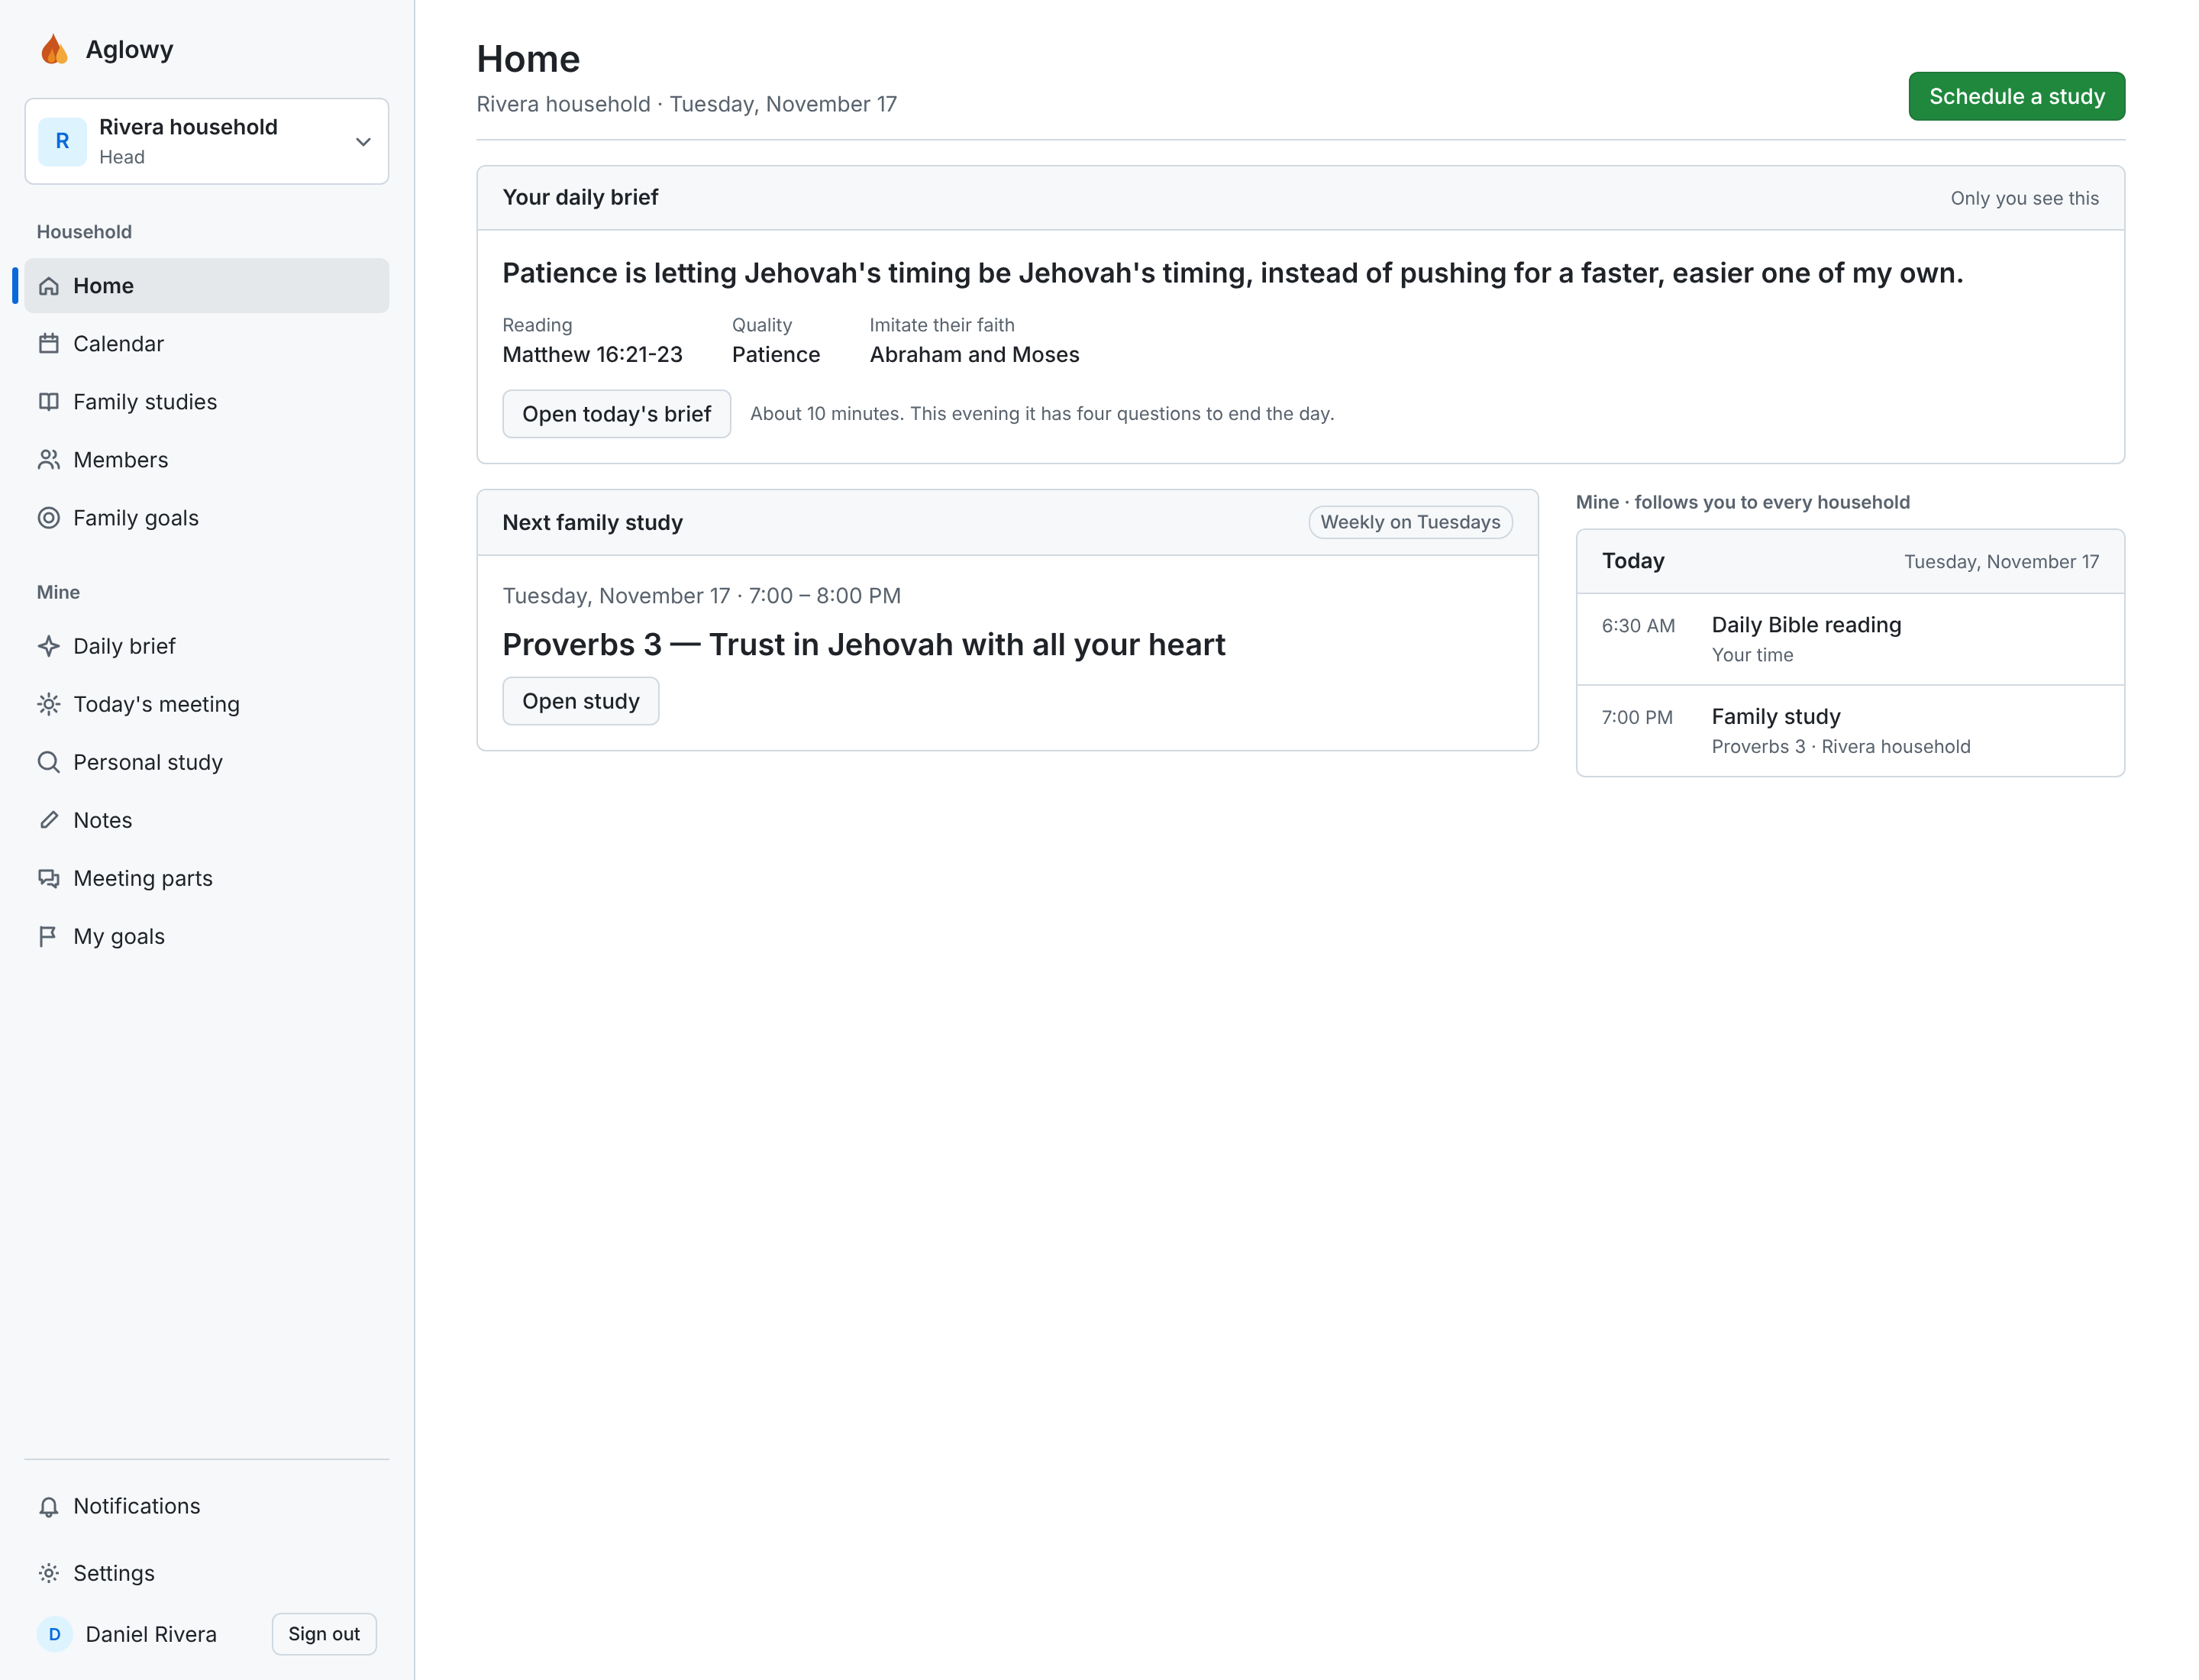 Aglowy
R
Rivera household
Head
Household
Home
Calendar
Family studies
Members
Family goals
Mine
Daily brief
Today's meeting
Personal study
Notes
Meeting parts
My goals
Notifications
Settings
D
Daniel Rivera
Sign out
Home
Rivera household · Tuesday, November 17
Schedule a study
Your daily brief
Only you see this
Patience is letting Jehovah's timing be Jehovah's timing, instead of pushing for a faster, easier one of my own.
Reading
Matthew 16:21-23
Quality
Patience
Imitate their faith
Abraham and Moses
Open today's brief
About 10 minutes. This evening it has four questions to end the day.
Next family study
Weekly on Tuesdays
Tuesday, November 17 · 7:00 – 8:00 PM
Proverbs 3 — Trust in Jehovah with all your heart
Open study
Mine · follows you to every household
Today
Tuesday, November 17
6:30 AM
Daily Bible reading
Your time
7:00 PM
Family study
Proverbs 3 · Rivera household